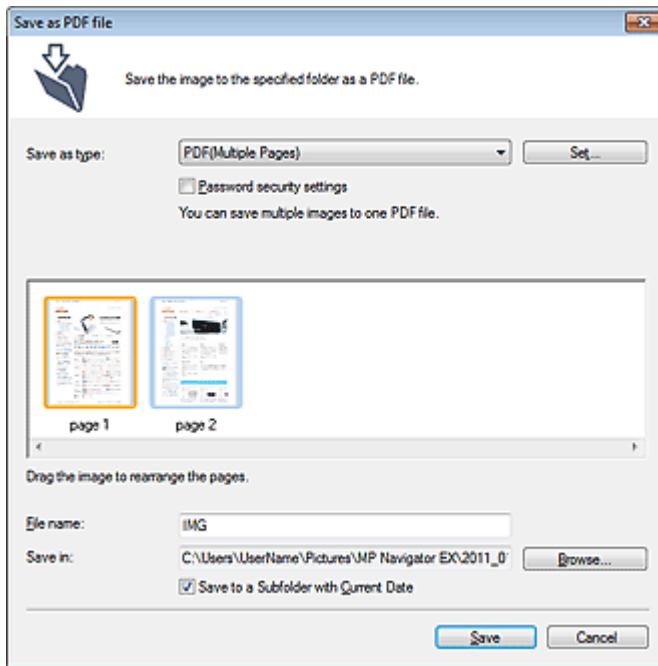 Save as PDF file
Save the image to the specified folder as a PDF file.
Save as type: PDF(Multiple Pages) Set...
Password security settings
You can save multiple images to one PDF file.
page 1 page 2
Drag the image to rearrange the pages.
File name: IMG
Save in: C:\Users\UserName\Pictures\MP Navigator EX\2011_0 Browse...
Save to a Subfolder with Current Date
Save Cancel